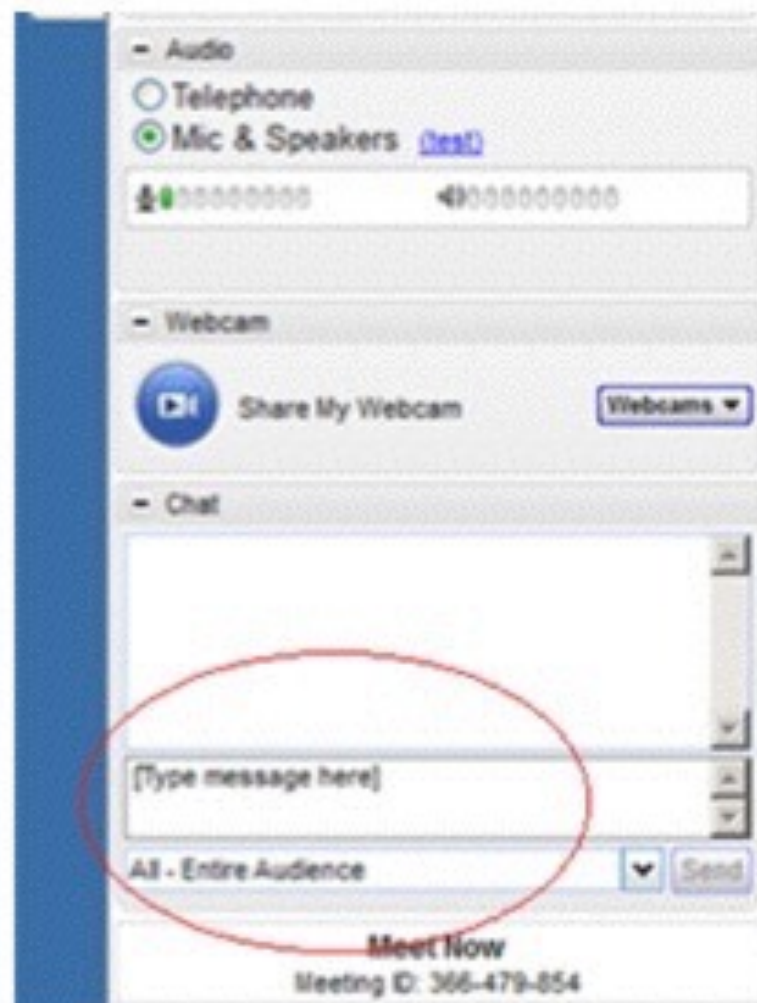 - Audio
Telephone
Mic & Speakers (test)
- Webcam
Share My Webcam Webcams
- Chat
[Type message here]
All - Entire Audience Send
Meet Now
Meeting ID: 366-479-854